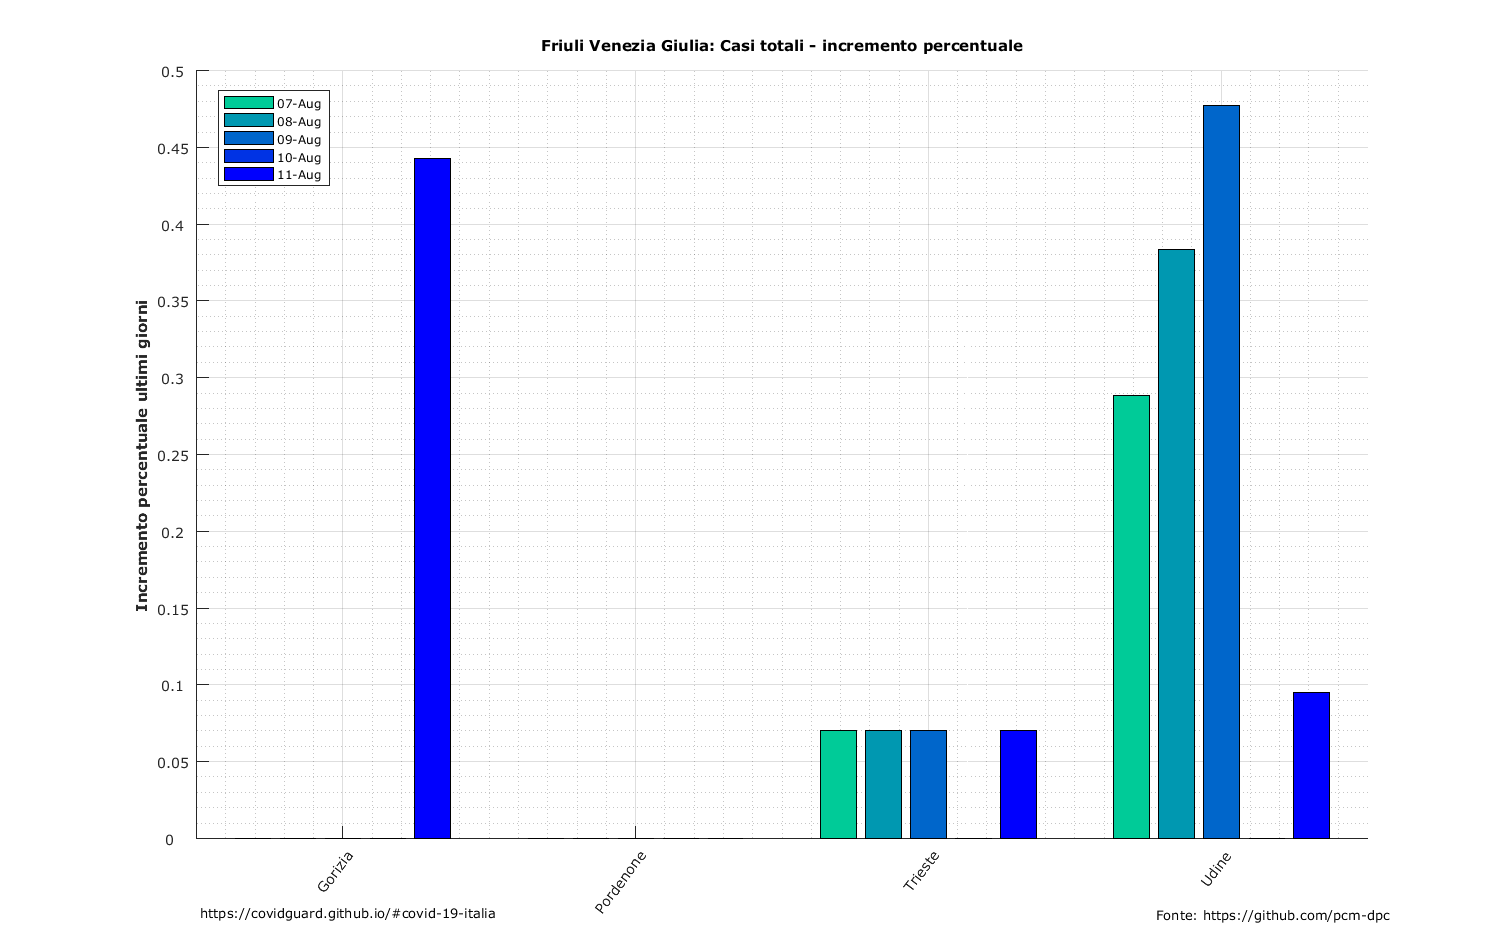 Friuli Venezia Giulia: Casi totali - incremento percentuale
0.5
0.45
0.4
0.35
0.3
0.25
0.2
0.15
0.1
0.05
0
Incremento percentuale ultimi giorni
07-Aug
08-Aug
09-Aug
10-Aug
11-Aug
Gorizia
Pordenone
Trieste
Udine
https://covidguard.github.io/#covid-19-italia
Fonte: https://github.com/pcm-dpc